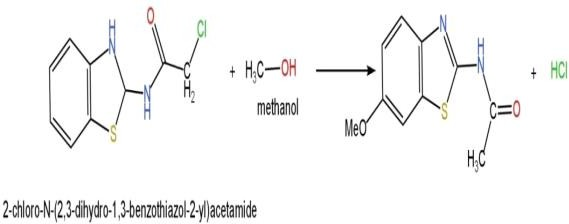 O Cl
H
N
C
H₂
N
H
S
+ H₃C—OH
methanol
N
H
N
S
MeO
C=O
H₃C
+ HCl
2-chloro-N-(2,3-dihydro-1,3-benzothiazol-2-yl)acetamide